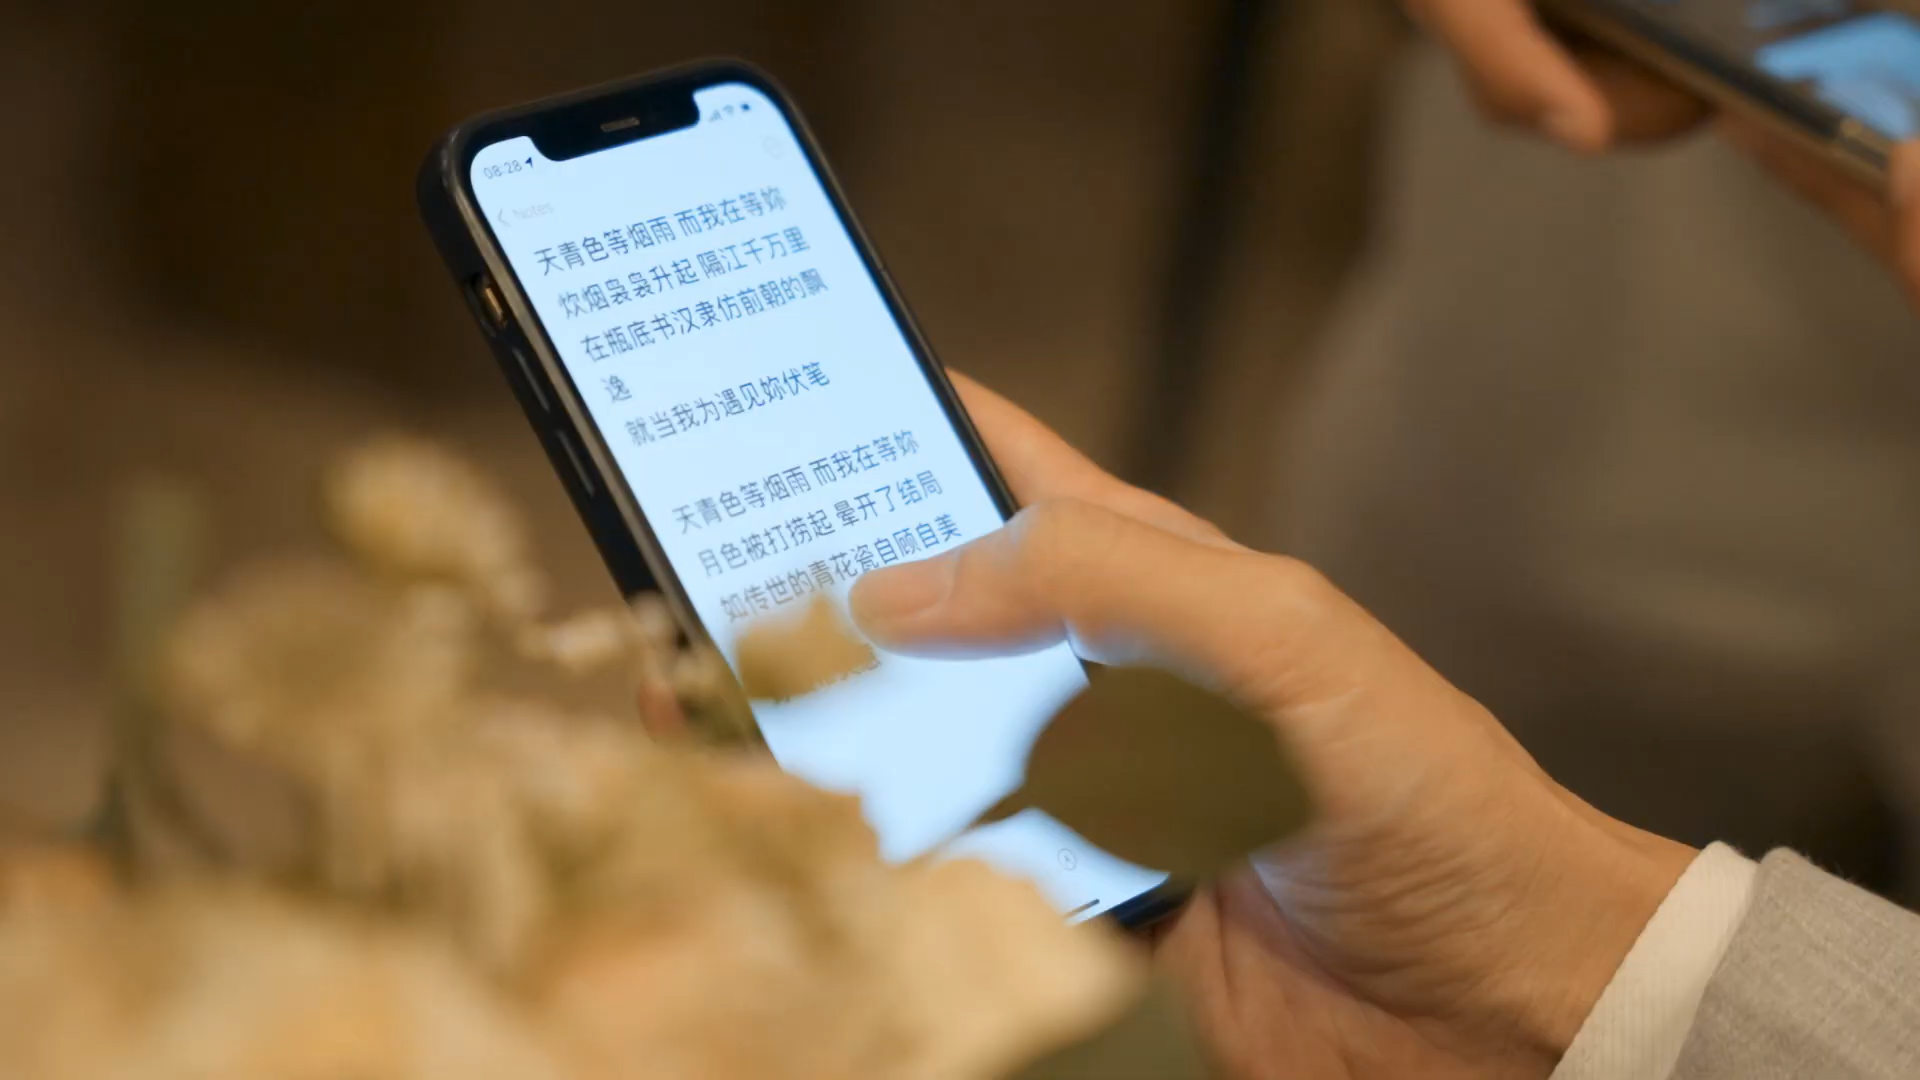 08:28
Notes
天青色等烟雨 而我在等妳
炊烟袅袅升起 隔江千万里
在瓶底书汉隶仿前朝的飘
逸
就当我为遇见妳伏笔
天青色等烟雨 而我在等妳
月色被打捞起 晕开了结局
如传世的青花瓷自顾自美